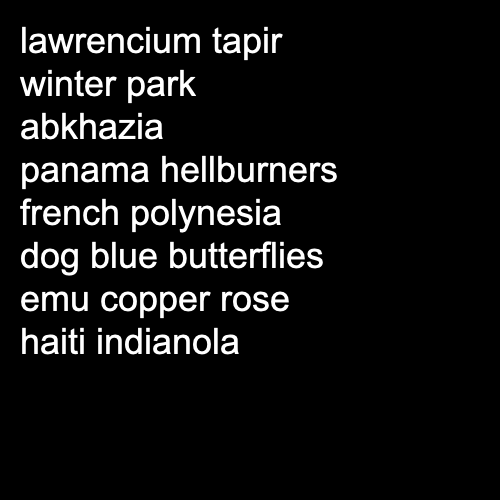 lawrencium tapir
winter park
abkhazia
panama hellburners
french polynesia
dog blue butterflies
emu copper rose
haiti indianola